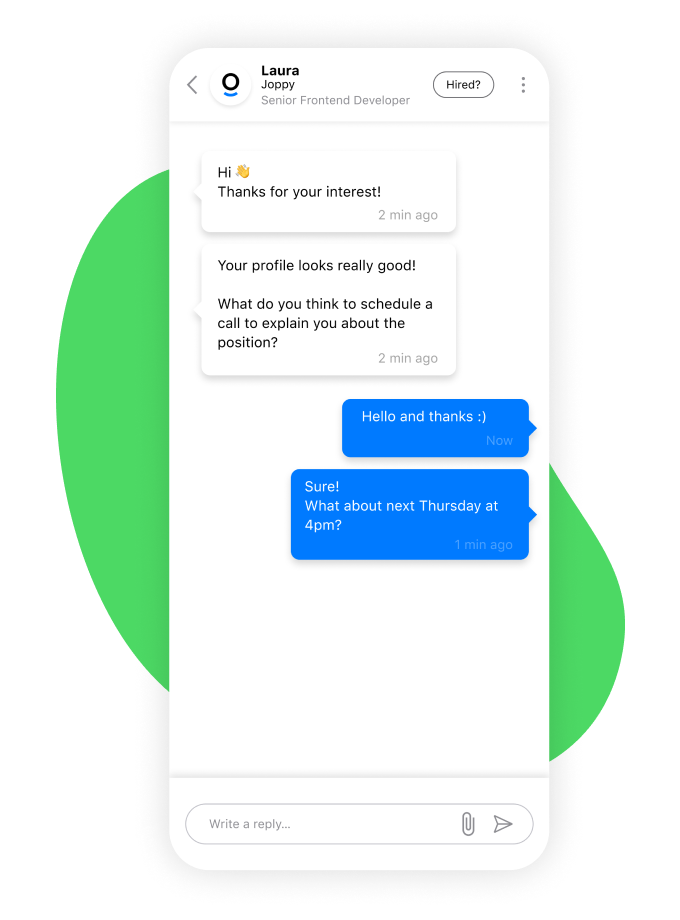 Laura
Joppy
Senior Frontend Developer
Hired?
Hi 👋
Thanks for your interest!
2 min ago
Your profile looks really good!
What do you think to schedule a
call to explain you about the
position?
2 min ago
Hello and thanks :)
Now
Sure!
What about next Thursday at
4pm?
1 min ago
Write a reply...